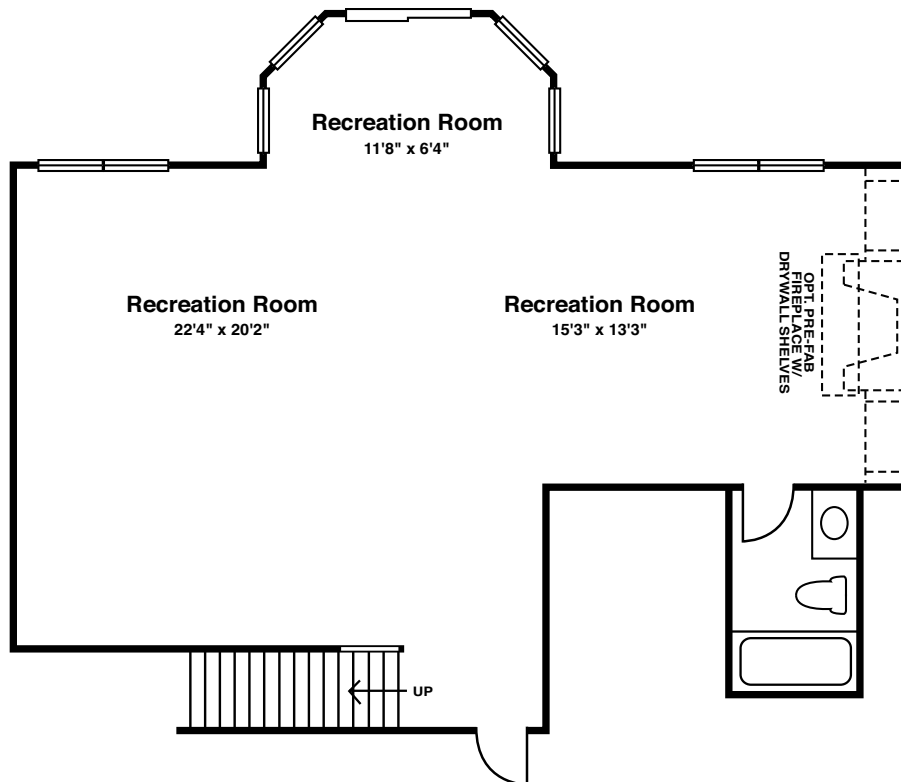 Recreation Room
11'8" x 6'4"
Recreation Room
22'4" x 20'2"
Recreation Room
15'3" x 13'3"
OPT. PRE-FAB
FIREPLACE W/
DRYWALL SHELVES
UP